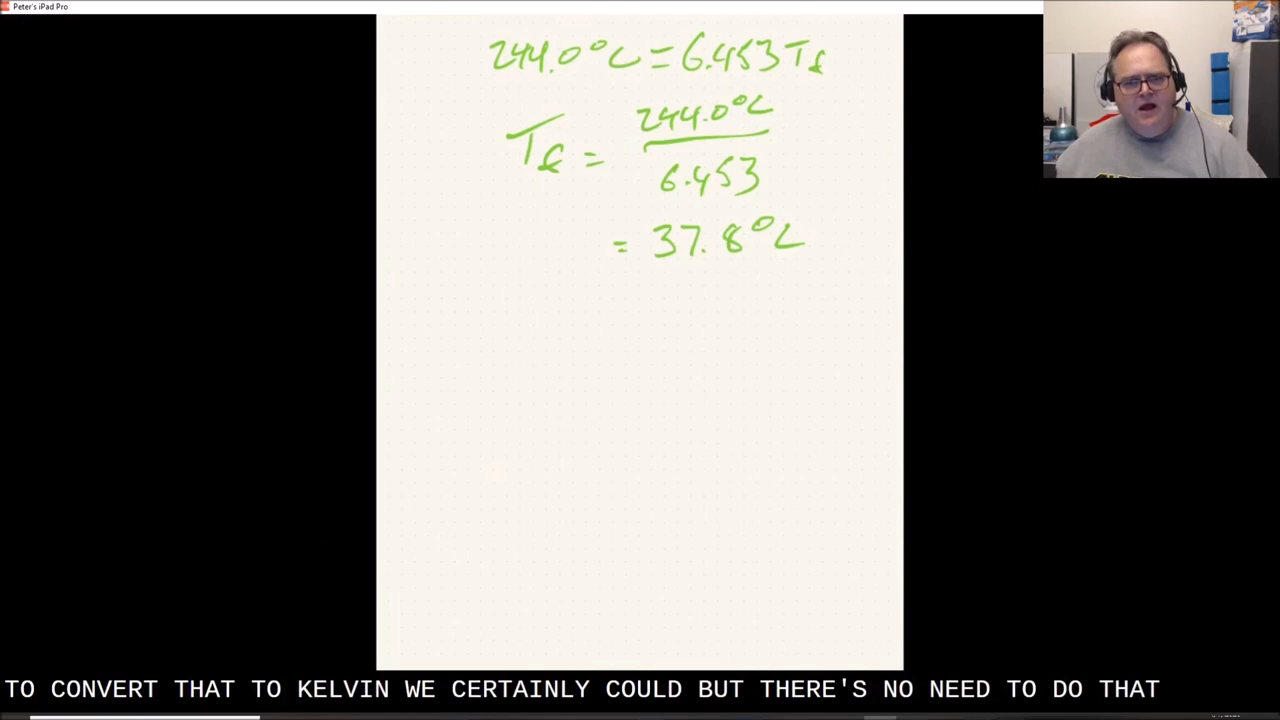 Peter's iPad Pro
244.0°C = 6.453 Tf
Tf = 244.0°C / 6.453
= 37.8°C
TO CONVERT THAT TO KELVIN WE CERTAINLY COULD BUT THERE'S NO NEED TO DO THAT